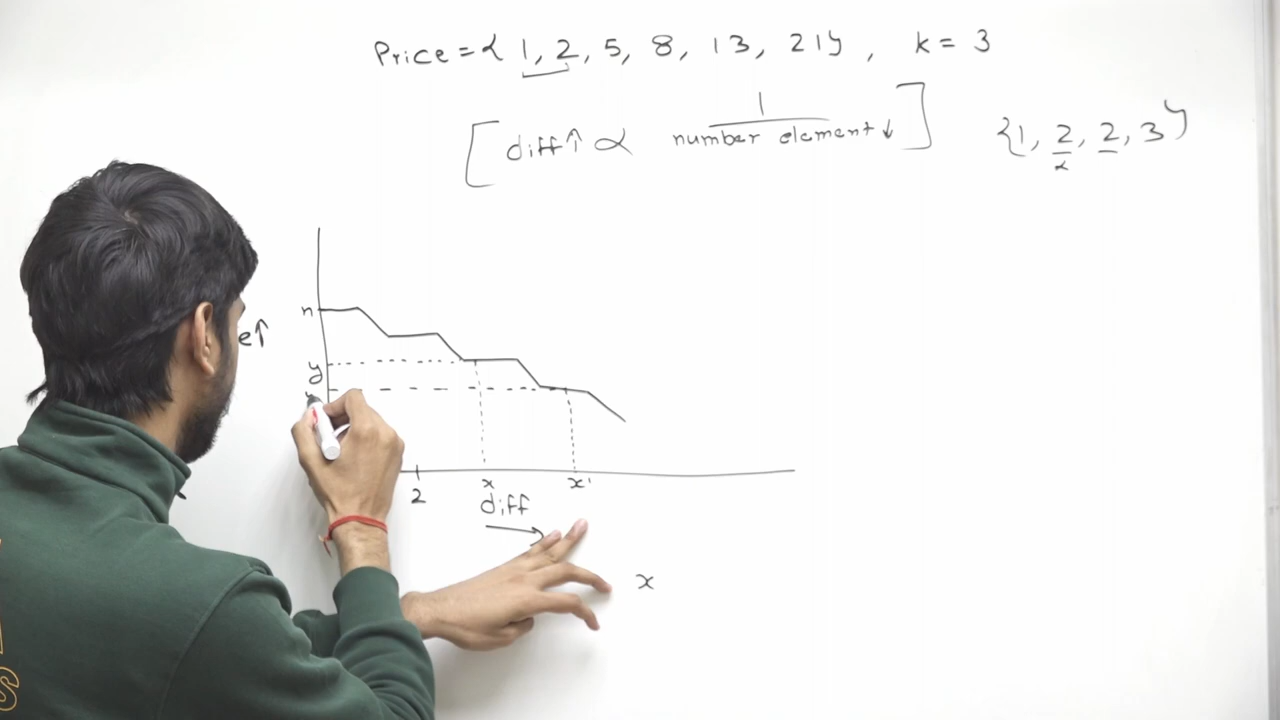 Price = { 1, 2, 5, 8, 13, 21 } , k = 3
[ diff↑ ∝ 1 / number element↓ ]
{1, 2, 2, 3}
n
e↑
y
2
x
x'
diff
x